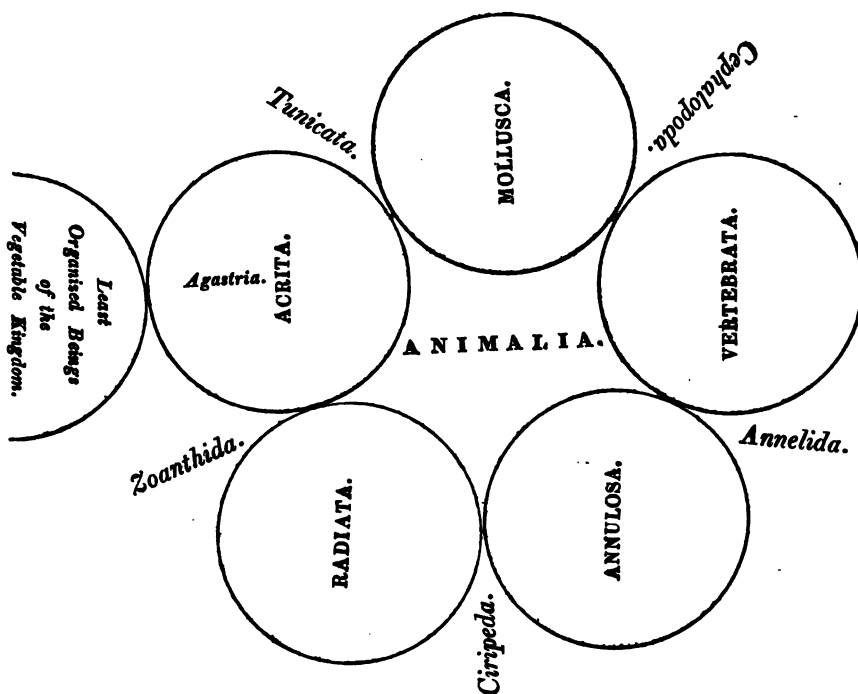 Tunicata.
MOLLUSCA.
Cephalopoda.
Least
Organised Beings
of the
Vegetable Kingdom.
Agastria.
ACRITA.
VERTEBRATA.
ANIMALIA.
Zoanthida.
RADIATA.
Ciripeda.
ANNULOSA.
Annelida.